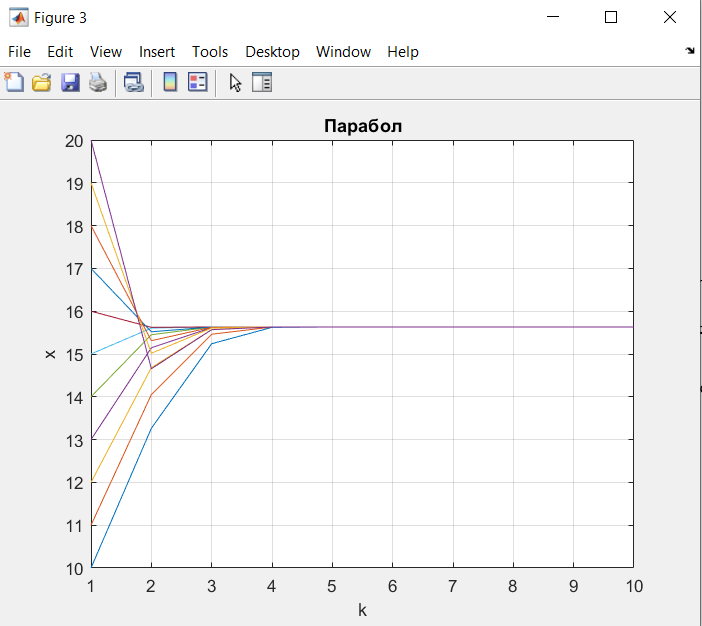 Figure 3
File Edit View Insert Tools Desktop Window Help
Парабол
20
19
18
17
16
15
14
13
12
11
10
x
1 2 3 4 5 6 7 8 9 10
k